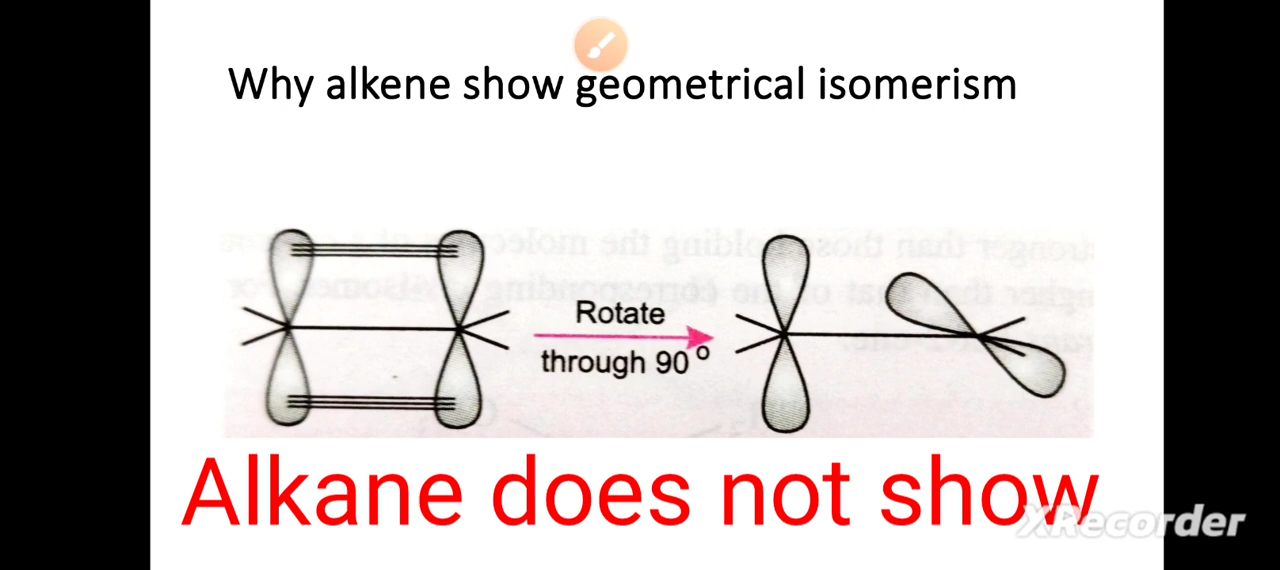 Why alkene show geometrical isomerism
Rotate
through 90°
Alkane does not show
XRecorder